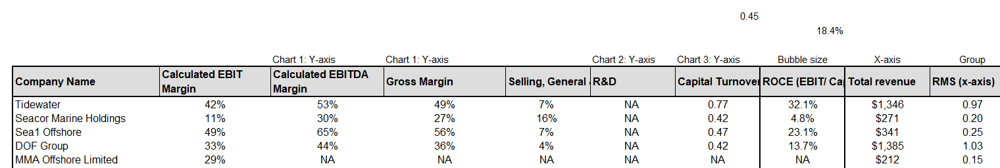 0.45
18.4%
Chart 1: Y-axis Chart 1: Y-axis Chart 2: Y-axis Chart 3: Y-axis Bubble size X-axis Group
Company Name Calculated EBIT Margin Calculated EBITDA Margin Gross Margin Selling, General R&D Capital Turnover ROCE (EBIT/ Ca Total revenue RMS (x-axis)
Tidewater 42% 53% 49% 7% NA 0.77 32.1% $1,346 0.97
Seacor Marine Holdings 11% 30% 27% 16% NA 0.42 4.8% $271 0.20
Sea1 Offshore 49% 65% 56% 7% NA 0.47 23.1% $341 0.25
DOF Group 33% 44% 36% 4% NA 0.42 13.7% $1,385 1.03
MMA Offshore Limited 29% NA NA NA NA NA NA $212 0.15